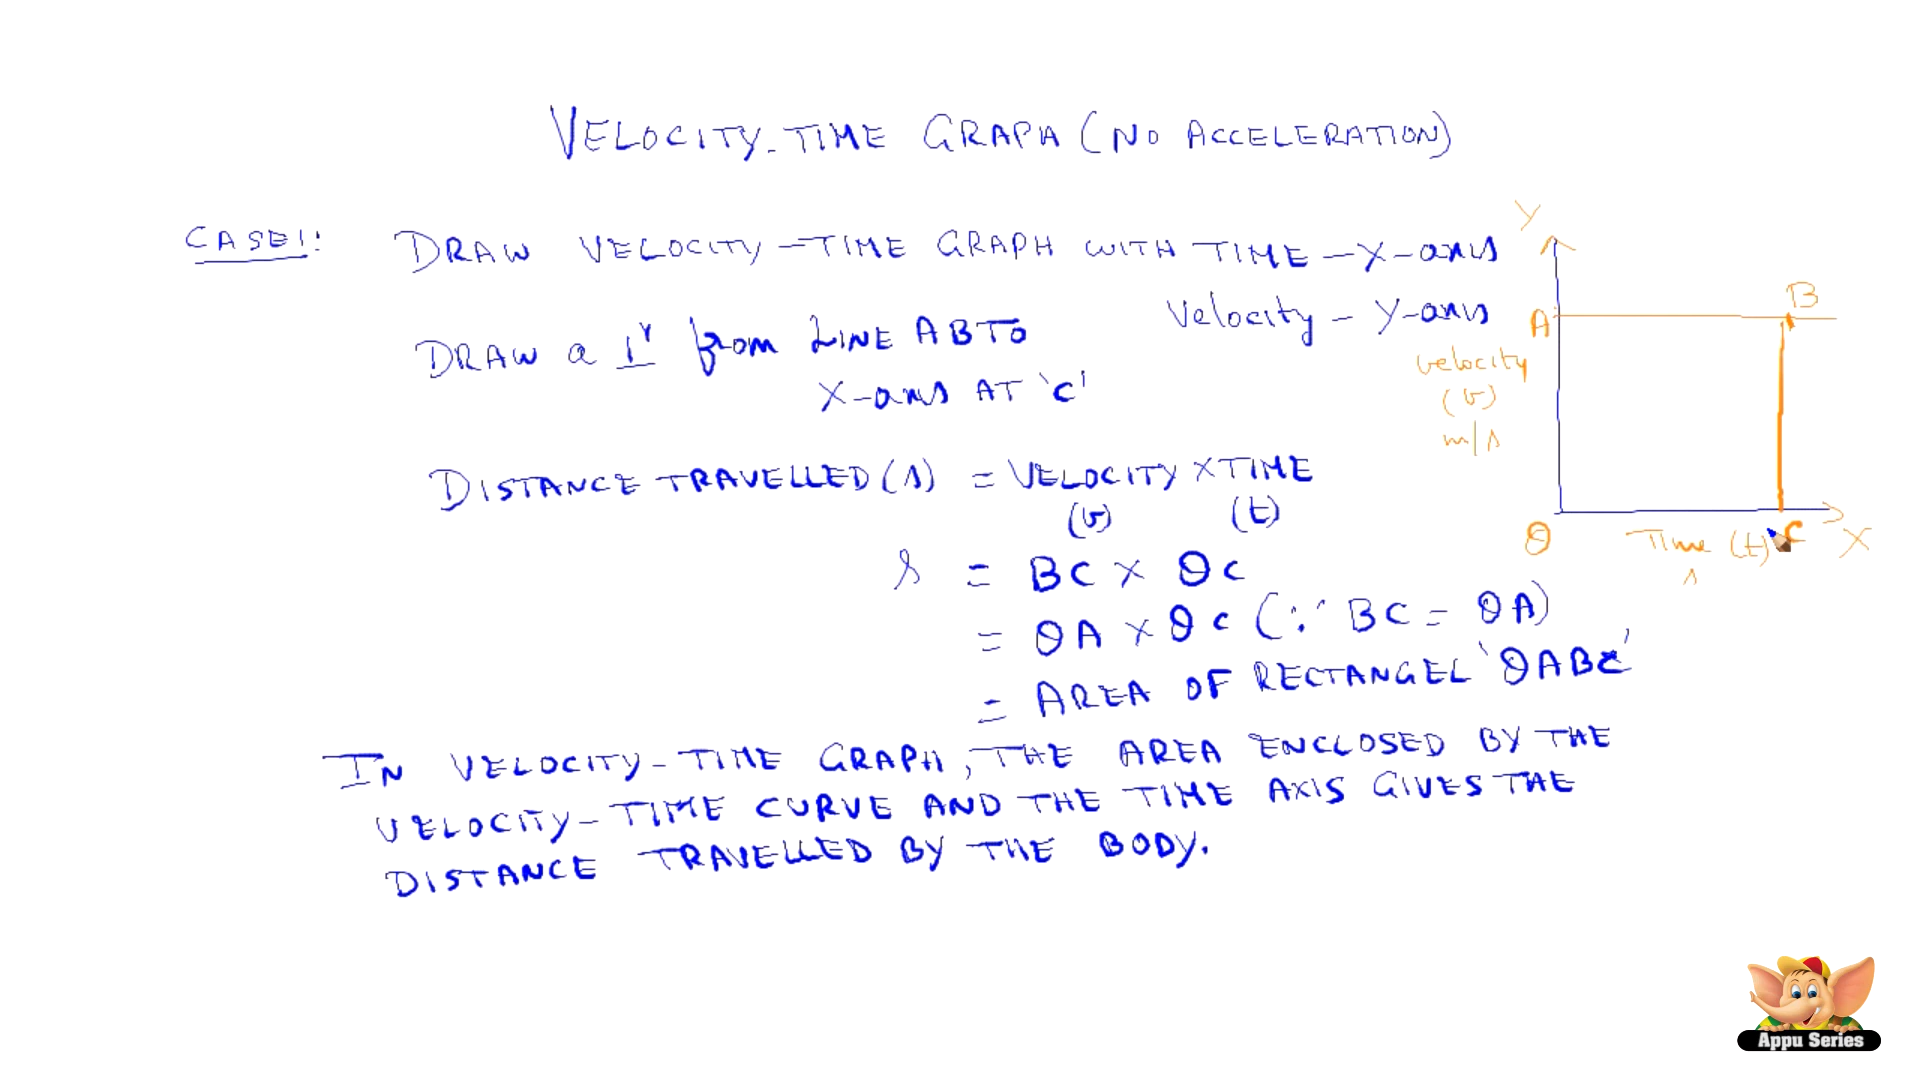 VELOCITY-TIME GRAPH (NO ACCELERATION)
CASE1: DRAW VELOCITY-TIME GRAPH WITH TIME-X-axis
Velocity - Y-axis
DRAW a ⊥r from LINE AB TO
X-axis AT 'C'
DISTANCE TRAVELLED (s) = VELOCITY X TIME
(v) (t)
s = BC X OC
= OA X OC (∵ BC = OA)
= AREA OF RECTANGEL 'OABC'
IN VELOCITY-TIME GRAPH, THE AREA ENCLOSED BY THE
VELOCITY-TIME CURVE AND THE TIME AXIS GIVES THE
DISTANCE TRAVELLED BY THE BODY.
Y
B
A
velocity
(v)
m/s
O Time (t) C X
s
Appu Series